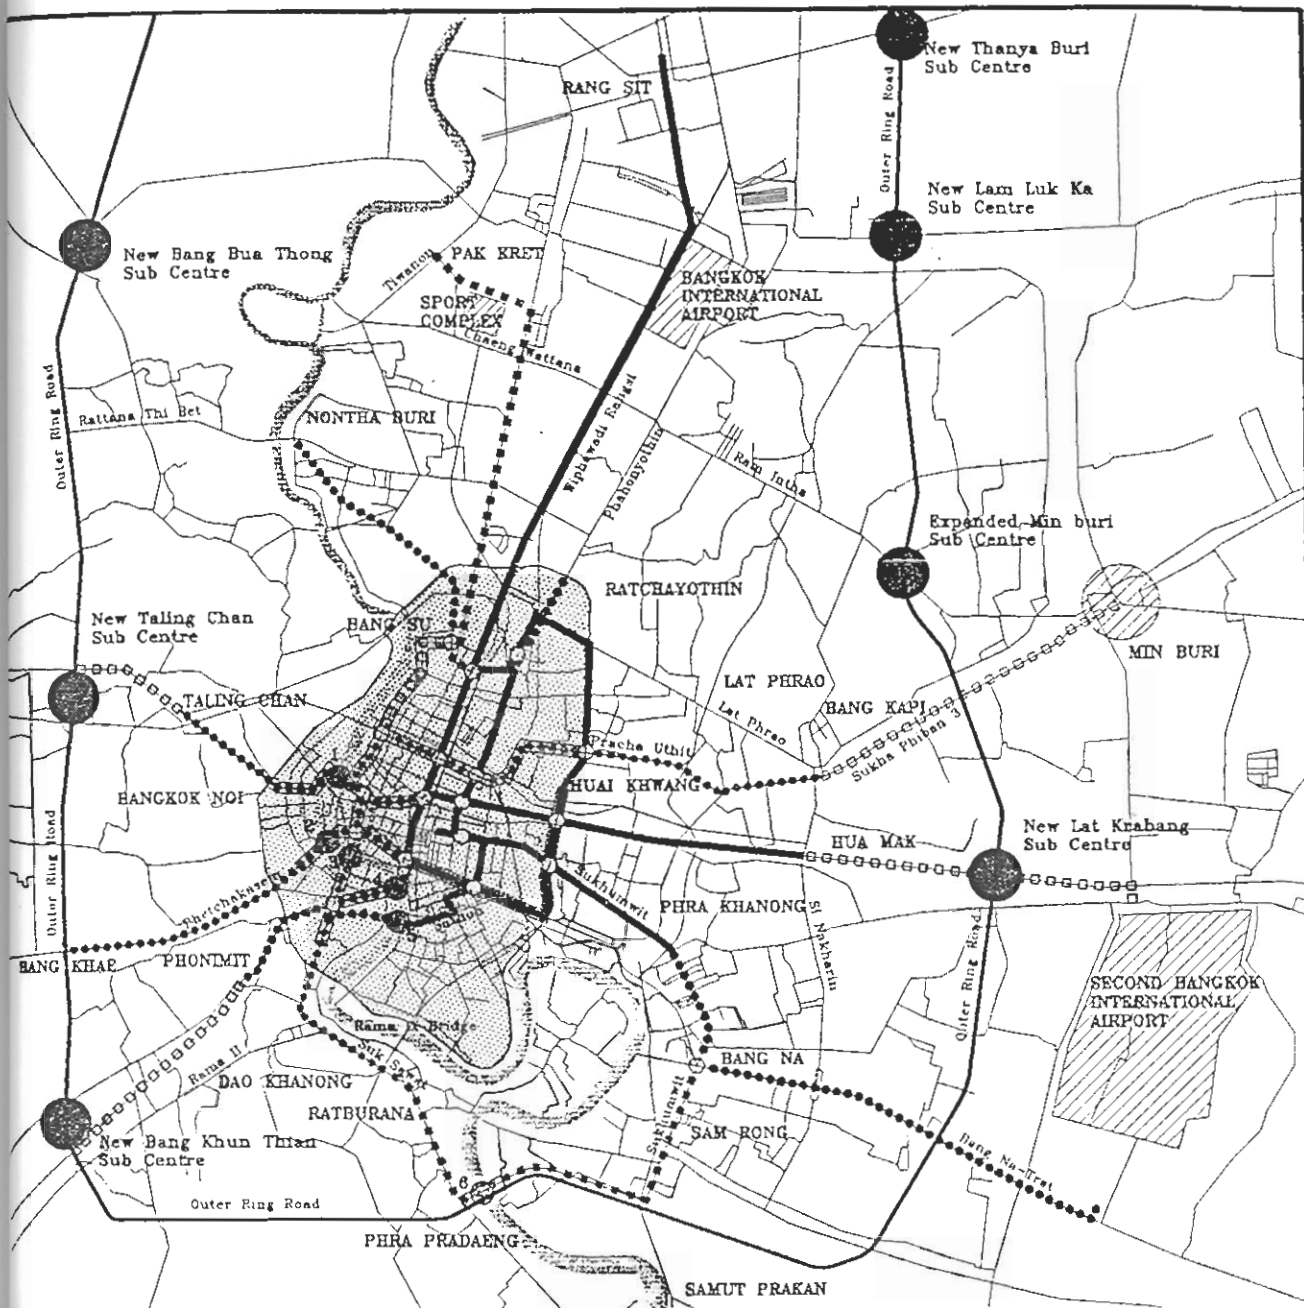 New Thanya Buri
Sub Centre
RANG SIT
Outer Ring Road
New Lam Luk Ka
Sub Centre
New Bang Bua Thong
Sub Centre
Tiwanon
PAK KRET
BANGKOK
INTERNATIONAL
AIRPORT
SPORT
COMPLEX
Chaeng Wattana
Outer Ring Road
Rattana Thi Bet
NONTHA BURI
Wiphawadi
Phahonyothin
Ram Intha
Expanded Min buri
Sub Centre
RATCHAYOTHIN
New Taling Chan
Sub Centre
BANG SU
MIN BURI
LAT PHRAO
TALING CHAN
Lat Phrao
BANG KAPI
Pracha Uthit
Sukha Phiban 3
HUAI KHWANG
BANGKOK NOI
HUA MAK
New Lat Krabang
Sub Centre
Outer Ring Road
Sukhumwit
Phetchakasem
PHRA KHANONG
Si Nakharin
BANG KHAE
PHONIMIT
Outer Ring Road
SECOND BANGKOK
INTERNATIONAL
AIRPORT
Rama IX Bridge
Rama II
Suk Sawat
BANG NA
DAO KHANONG
RATBURANA
Sukhumwit
SAM RONG
New Bang Khun Thian
Sub Centre
Bang Na-Trat
6
Outer Ring Road
PHRA PRADAENG
SAMUT PRAKAN